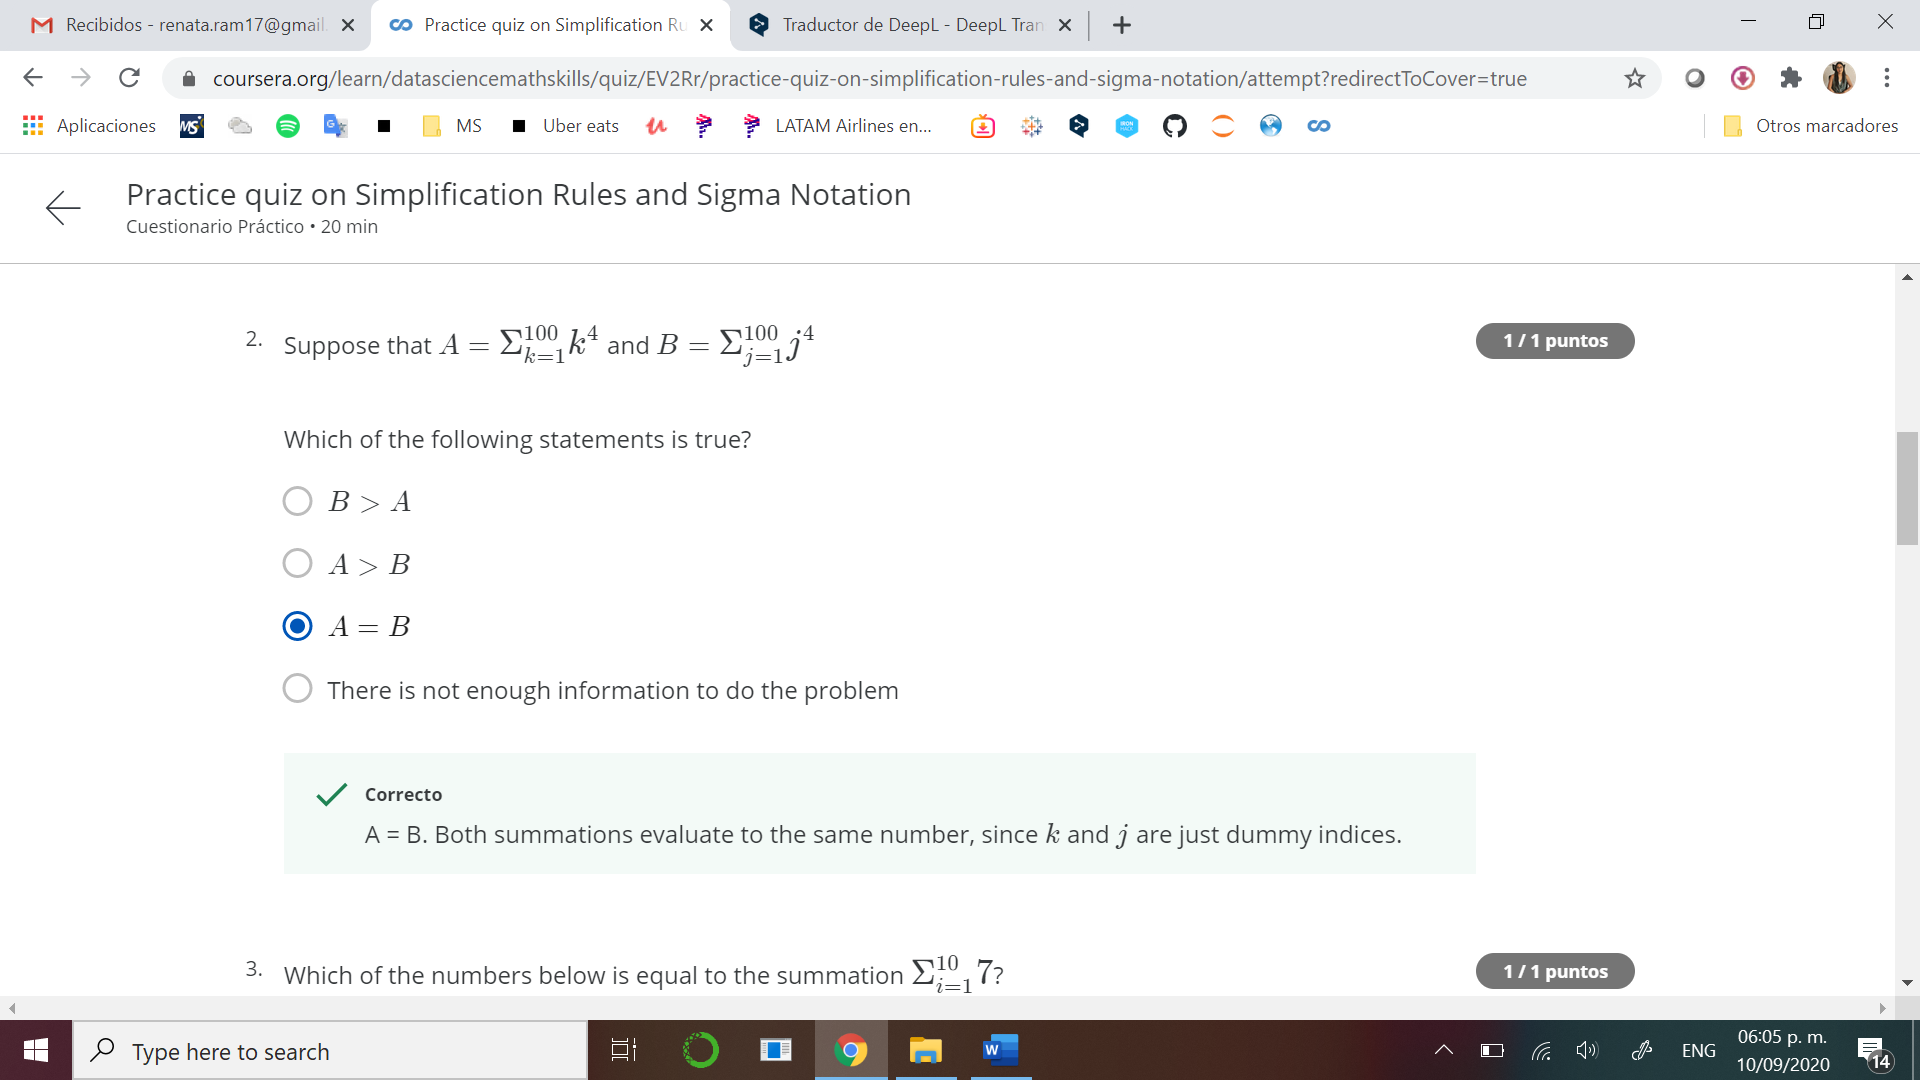 Recibidos - renata.ram17@gmail.
Practice quiz on Simplification Ru
Traductor de DeepL - DeepL Tran
coursera.org/learn/datasciencemathskills/quiz/EV2Rr/practice-quiz-on-simplification-rules-and-sigma-notation/attempt?redirectToCover=true
Aplicaciones
MS
Uber eats
LATAM Airlines en...
Otros marcadores
Practice quiz on Simplification Rules and Sigma Notation
Cuestionario Práctico • 20 min
2. Suppose that A = Σ_{k=1}^{100} k^4 and B = Σ_{j=1}^{100} j^4
1 / 1 puntos
Which of the following statements is true?
B > A
A > B
A = B
There is not enough information to do the problem
Correcto
A = B. Both summations evaluate to the same number, since k and j are just dummy indices.
3. Which of the numbers below is equal to the summation Σ_{i=1}^{10} 7?
1 / 1 puntos
Type here to search
ENG
06:05 p. m.
10/09/2020
14